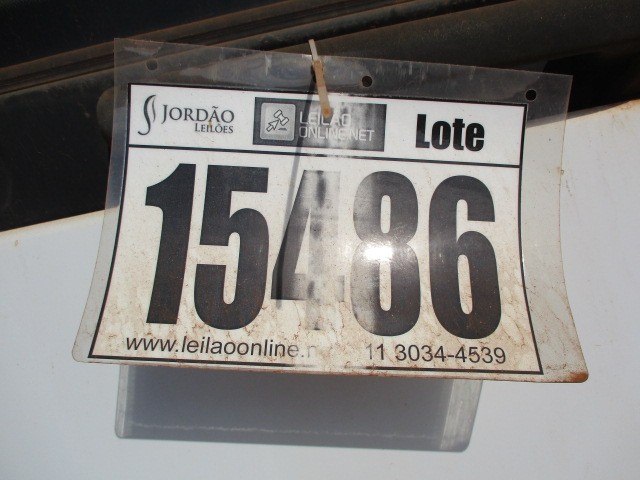 JORDÃO
LEILÕES
LEILÃO
ONLINE.NET
Lote
15486
www.leilaoonline.n 11 3034-4539